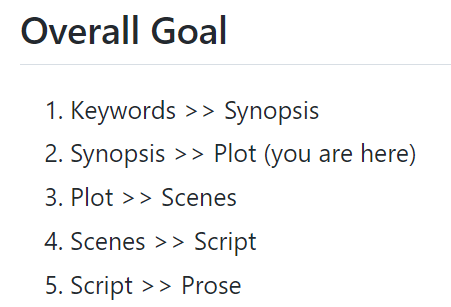 Overall Goal
1. Keywords >> Synopsis
2. Synopsis >> Plot (you are here)
3. Plot >> Scenes
4. Scenes >> Script
5. Script >> Prose